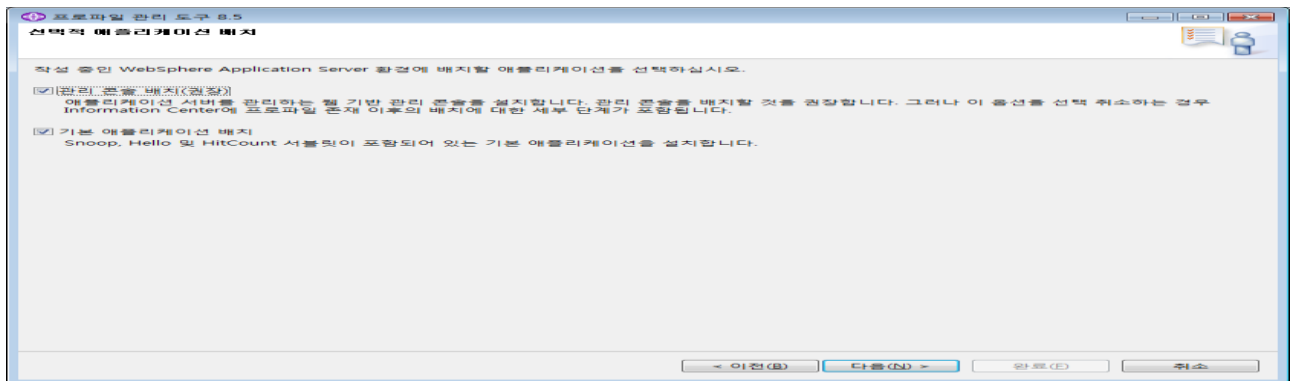 프로파일 관리 도구 8.5
선택적 애플리케이션 배치
작성 중인 WebSphere Application Server 환경에 배치할 애플리케이션를 선택하십시오.
관리 콘솔 배치(권장)
애플리케이션 서버를 관리하는 웹 기반 관리 콘솔을 설치합니다. 관리 콘솔을 배치할 것을 권장합니다. 그러나 이 옵션을 선택 취소하는 경우
Information Center에 프로파일 존재 이후의 배치에 대한 세부 단계가 포함됩니다.
기본 애플리케이션 배치
Snoop, Hello 및 HitCount 서블릿이 포함되어 있는 기본 애플리케이션을 설치합니다.
< 이전(B) 다음(N) > 완료(F) 취소